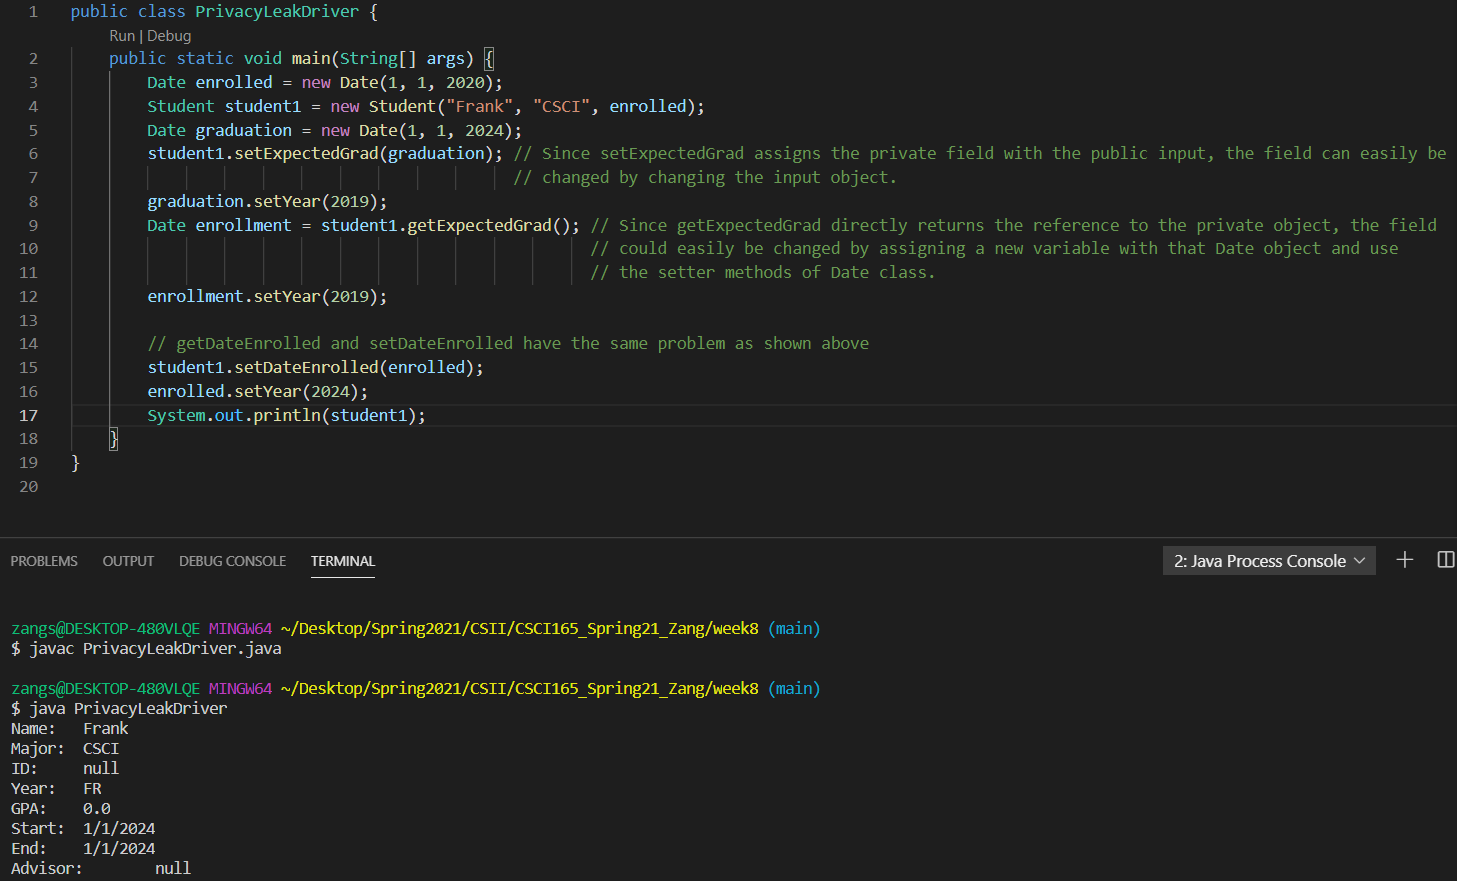 1 public class PrivacyLeakDriver {
Run | Debug
2 public static void main(String[] args) {
3 Date enrolled = new Date(1, 1, 2020);
4 Student student1 = new Student("Frank", "CSCI", enrolled);
5 Date graduation = new Date(1, 1, 2024);
6 student1.setExpectedGrad(graduation); // Since setExpectedGrad assigns the private field with the public input, the field can easily be
7 // changed by changing the input object.
8 graduation.setYear(2019);
9 Date enrollment = student1.getExpectedGrad(); // Since getExpectedGrad directly returns the reference to the private object, the field
10 // could easily be changed by assigning a new variable with that Date object and use
11 // the setter methods of Date class.
12 enrollment.setYear(2019);
13
14 // getDateEnrolled and setDateEnrolled have the same problem as shown above
15 student1.setDateEnrolled(enrolled);
16 enrolled.setYear(2024);
17 System.out.println(student1);
18 }
19 }
20
PROBLEMS OUTPUT DEBUG CONSOLE TERMINAL 2: Java Process Console
zangs@DESKTOP-480VLQE MINGW64 ~/Desktop/Spring2021/CSII/CSCI165_Spring21_Zang/week8 (main)
$ javac PrivacyLeakDriver.java
zangs@DESKTOP-480VLQE MINGW64 ~/Desktop/Spring2021/CSII/CSCI165_Spring21_Zang/week8 (main)
$ java PrivacyLeakDriver
Name: Frank
Major: CSCI
ID: null
Year: FR
GPA: 0.0
Start: 1/1/2024
End: 1/1/2024
Advisor: null